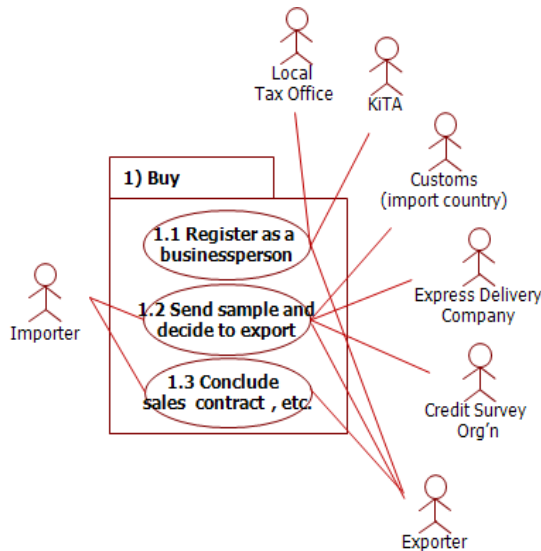 Local
Tax Office
KiTA
Customs
(import country)
1) Buy
1.1 Register as a
businessperson
1.2 Send sample and
decide to export
Express Delivery
Company
Importer
1.3 Conclude
sales contract , etc.
Credit Survey
Org'n
Exporter